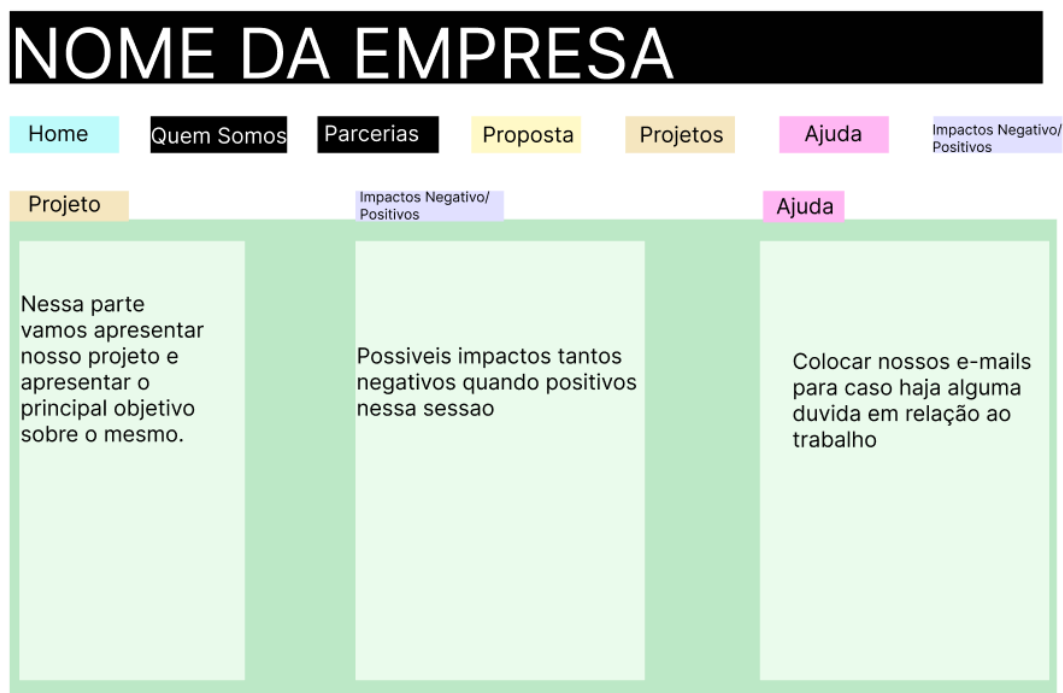 NOME DA EMPRESA
Home
Quem Somos
Parcerias
Proposta
Projetos
Ajuda
Impactos Negativo/
Positivos
Projeto
Impactos Negativo/
Positivos
Ajuda
Nessa parte
vamos apresentar
nosso projeto e
apresentar o
principal objetivo
sobre o mesmo.
Possiveis impactos tantos
negativos quando positivos
nessa sessao
Colocar nossos e-mails
para caso haja alguma
duvida em relação ao
trabalho